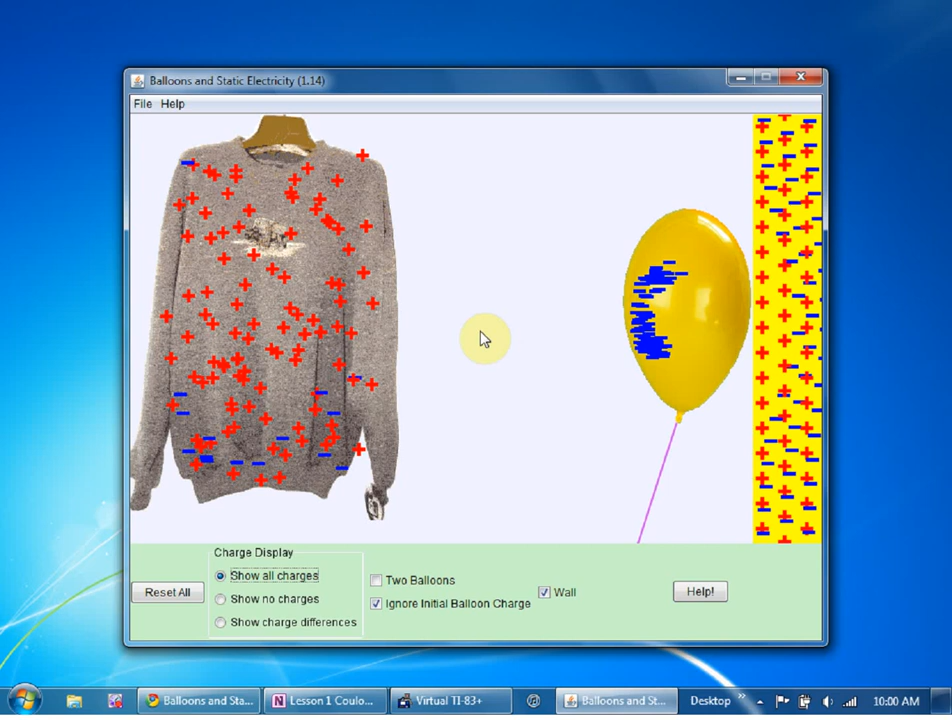 Balloons and Static Electricity (1.14)
File Help
Charge Display
Reset All
Show all charges
Show no charges
Show charge differences
Two Balloons
Ignore Initial Balloon Charge
Wall
Help!
Balloons and Sta...
Lesson 1 Coulo...
Virtual TI-83+
Balloons and St...
Desktop
10:00 AM